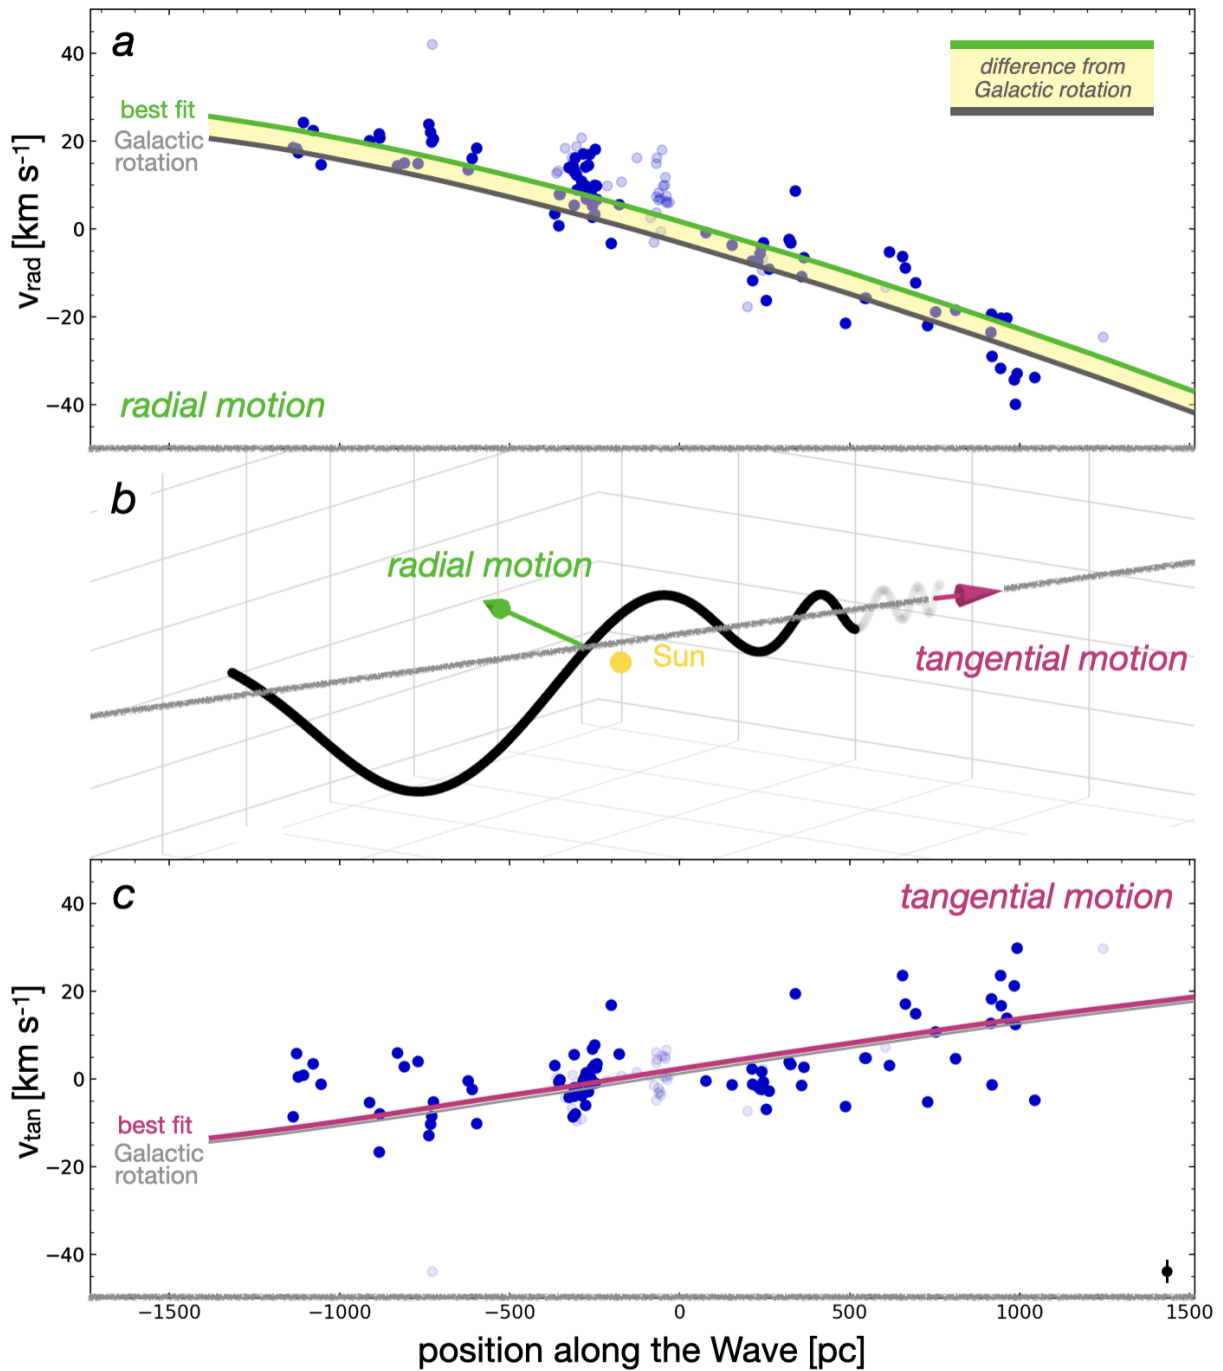 a
difference from
Galactic rotation
best fit
Galactic
rotation
40
20
0
−20
−40
vrad [km s⁻¹]
radial motion
b
radial motion
Sun
tangential motion
c
tangential motion
40
20
0
−20
−40
vtan [km s⁻¹]
best fit
Galactic
rotation
−1500 −1000 −500 0 500 1000 1500
position along the Wave [pc]